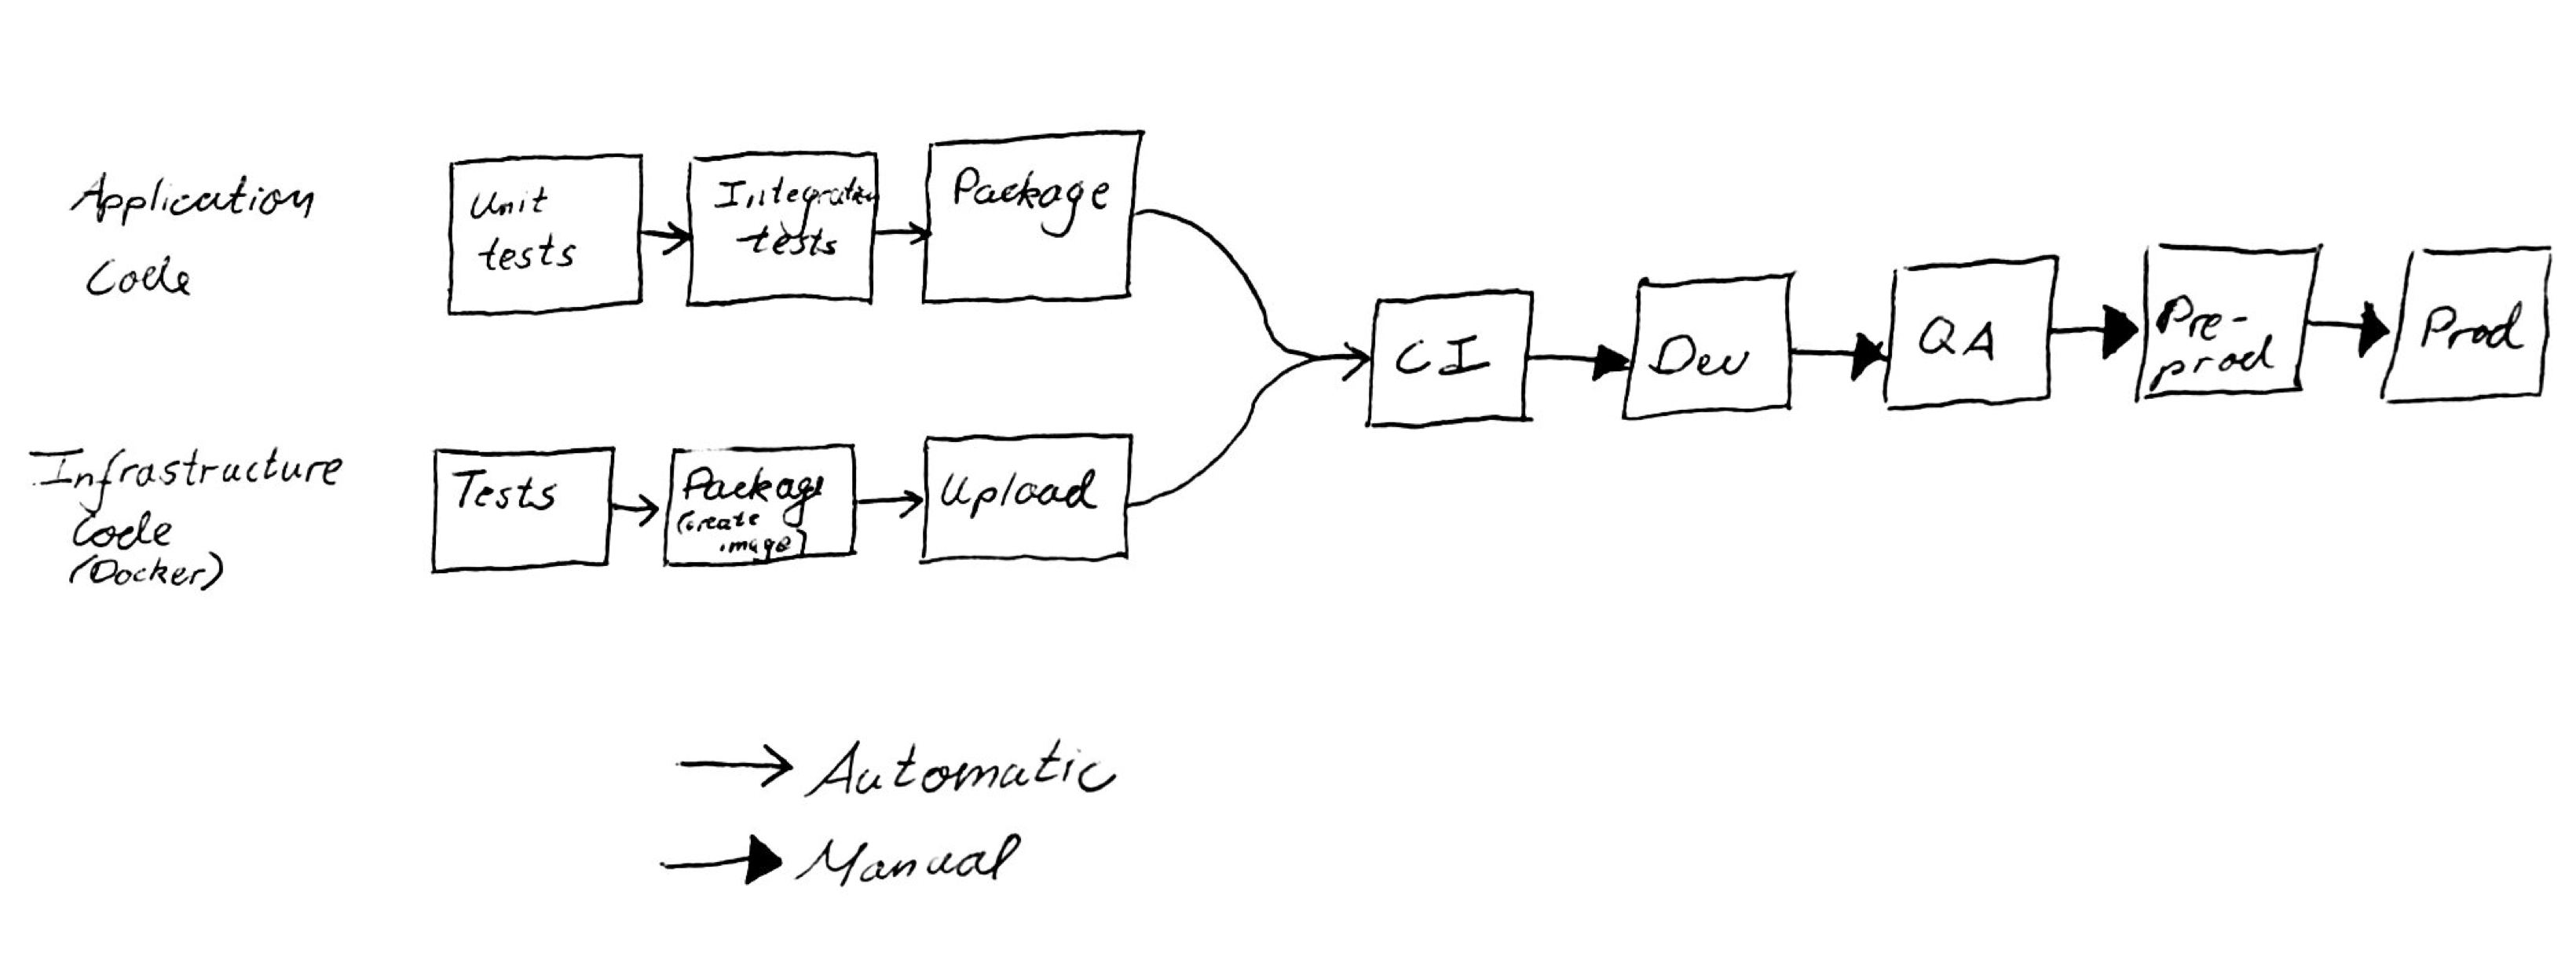 Application
Code
Unit
tests
Integration
tests
Package
Infrastructure
Code
(Docker)
Tests
Package
(create
image)
Upload
CI
Dev
QA
Pre-
prod
Prod
Automatic
Manual